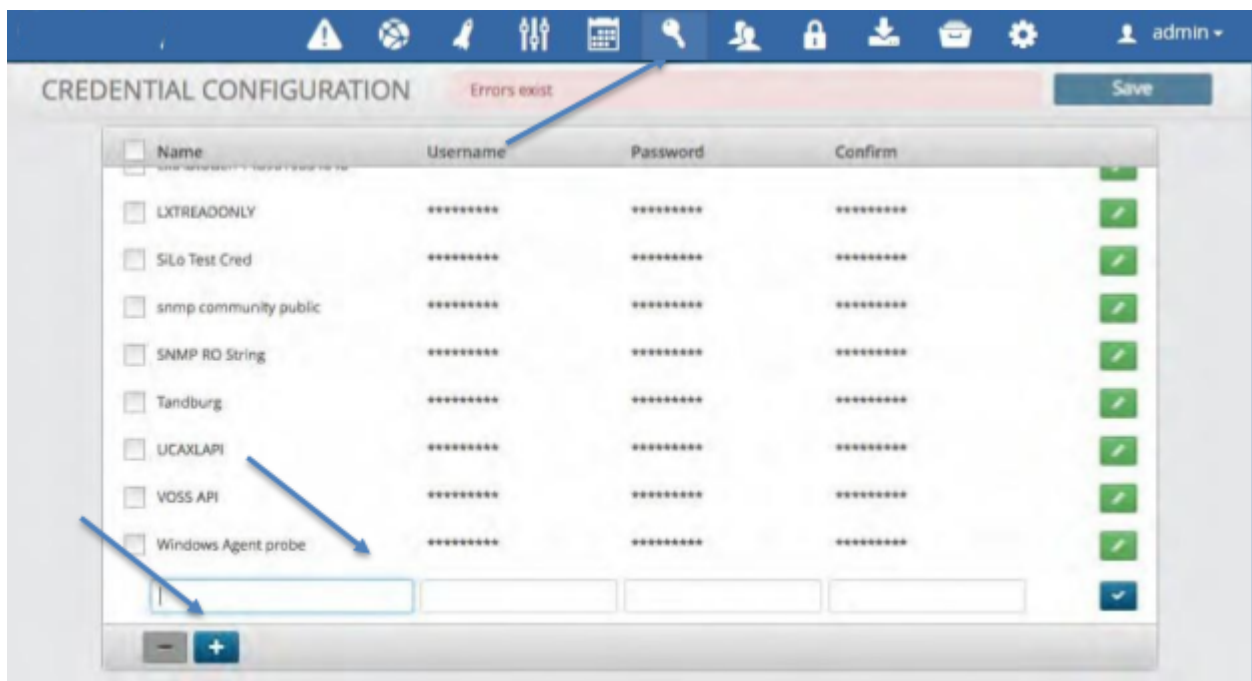 admin
CREDENTIAL CONFIGURATION Errors exist Save
Name Username Password Confirm
LXTREADONLY ********* ********* *********
SiLo Test Cred ********* ********* *********
snmp community public ********* ********* *********
SNMP RO String ********* ********* *********
Tandburg ********* ********* *********
UCAXLAPI ********* ********* *********
VOSS API ********* ********* *********
Windows Agent probe ********* ********* *********